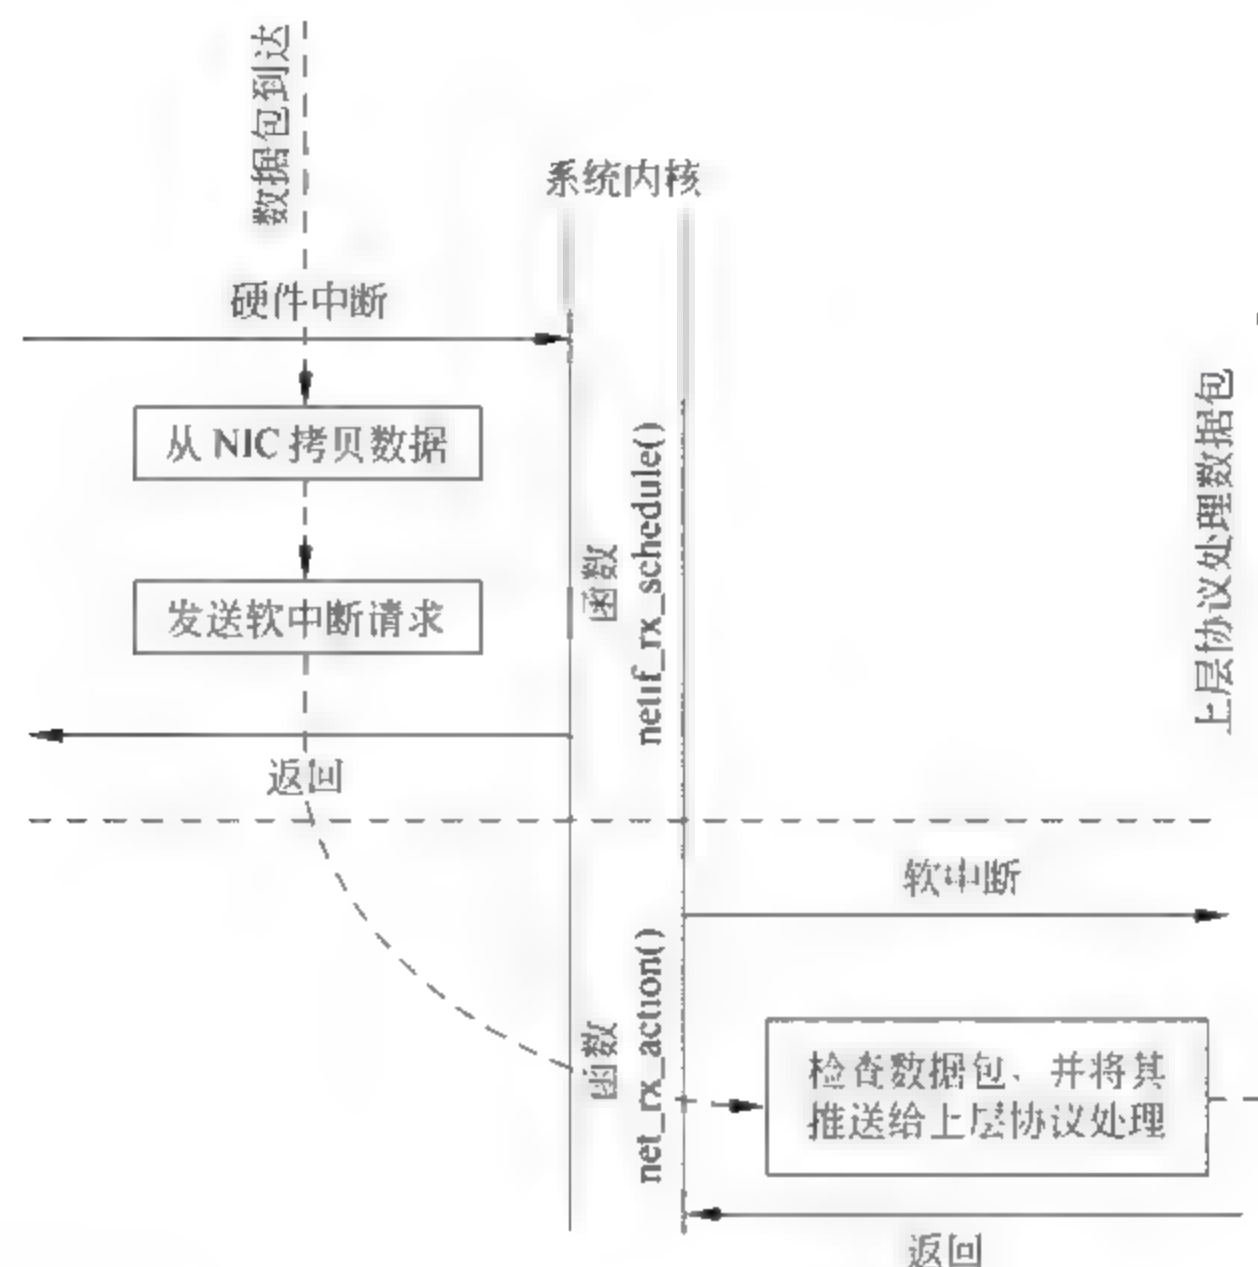 数据包到达
系统内核
硬件中断
从 NIC 拷贝数据
函数
netif_rx_schedule()
上层协议处理数据包
发送软中断请求
返回
软中断
函数
net_rx_action()
检查数据包、并将其
推送给上层协议处理
返回